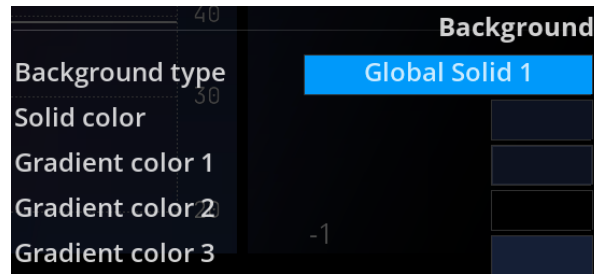 40
Background
Background type Global Solid 1
30
Solid color
Gradient color 1
Gradient color 2
20
-1
Gradient color 3